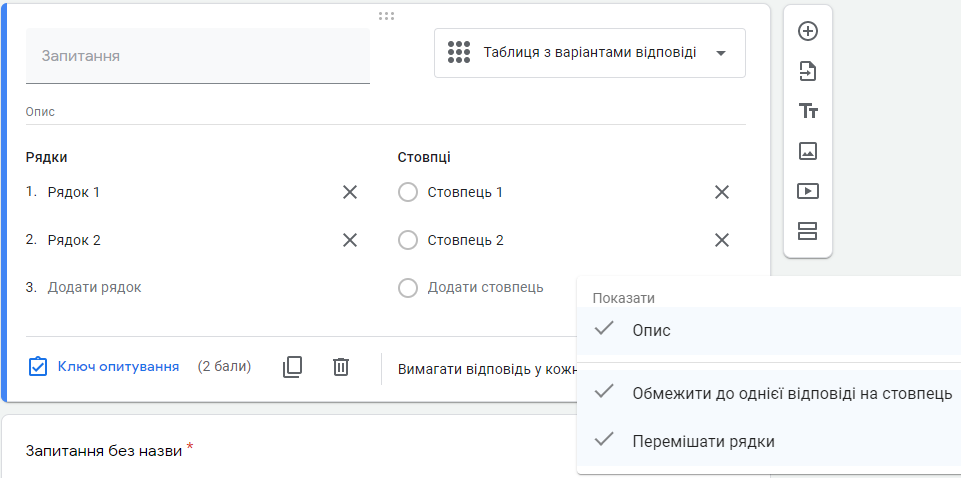 Запитання
Таблиця з варіантами відповіді
Опис
Рядки
Стовпці
1. Рядок 1
Стовпець 1
2. Рядок 2
Стовпець 2
3. Додати рядок
Додати стовпець
Показати
Опис
Ключ опитування (2 бали)
Вимагати відповідь у кожн
Обмежити до однієї відповіді на стовпець
Перемішати рядки
Запитання без назви *